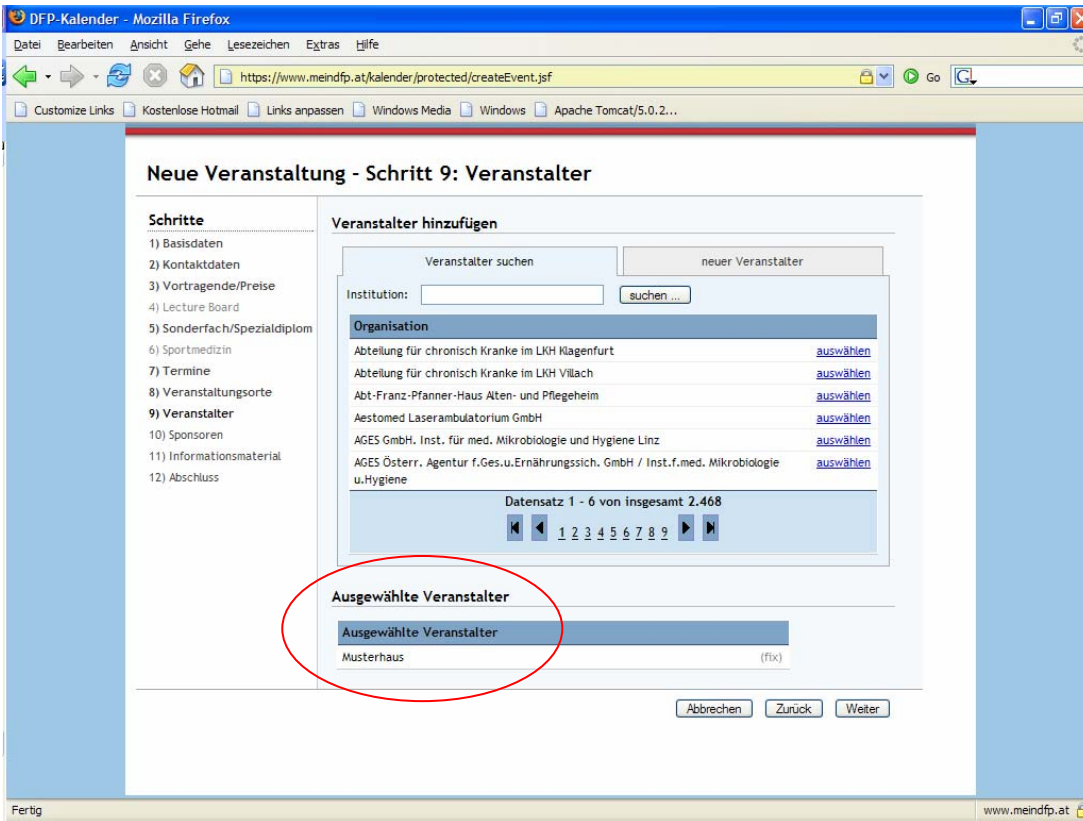 DFP-Kalender - Mozilla Firefox
Datei Bearbeiten Ansicht Gehe Lesezeichen Extras Hilfe
https://www.meindfp.at/kalender/protected/createEvent.jsf Go G
Customize Links Kostenlose Hotmail Links anpassen Windows Media Windows Apache Tomcat/5.0.2...
Neue Veranstaltung - Schritt 9: Veranstalter
Schritte
1) Basisdaten
2) Kontaktdaten
3) Vortragende/Preise
4) Lecture Board
5) Sonderfach/Spezialdiplom
6) Sportmedizin
7) Termine
8) Veranstaltungsorte
9) Veranstalter
10) Sponsoren
11) Informationsmaterial
12) Abschluss
Veranstalter hinzufügen
Veranstalter suchen neuer Veranstalter
Institution: suchen ...
Organisation
Abteilung für chronisch Kranke im LKH Klagenfurt auswählen
Abteilung für chronisch Kranke im LKH Villach auswählen
Abt-Franz-Pfanner-Haus Alten- und Pflegeheim auswählen
Aestomed Laserambulatorium GmbH auswählen
AGES GmbH. Inst. für med. Mikrobiologie und Hygiene Linz auswählen
AGES Österr. Agentur f.Ges.u.Ernährungssich. GmbH / Inst.f.med. Mikrobiologie auswählen
u.Hygiene
Datensatz 1 - 6 von insgesamt 2.468
1 2 3 4 5 6 7 8 9
Ausgewählte Veranstalter
Ausgewählte Veranstalter
Musterhaus (fix)
Abbrechen Zurück Weiter
Fertig www.meindfp.at